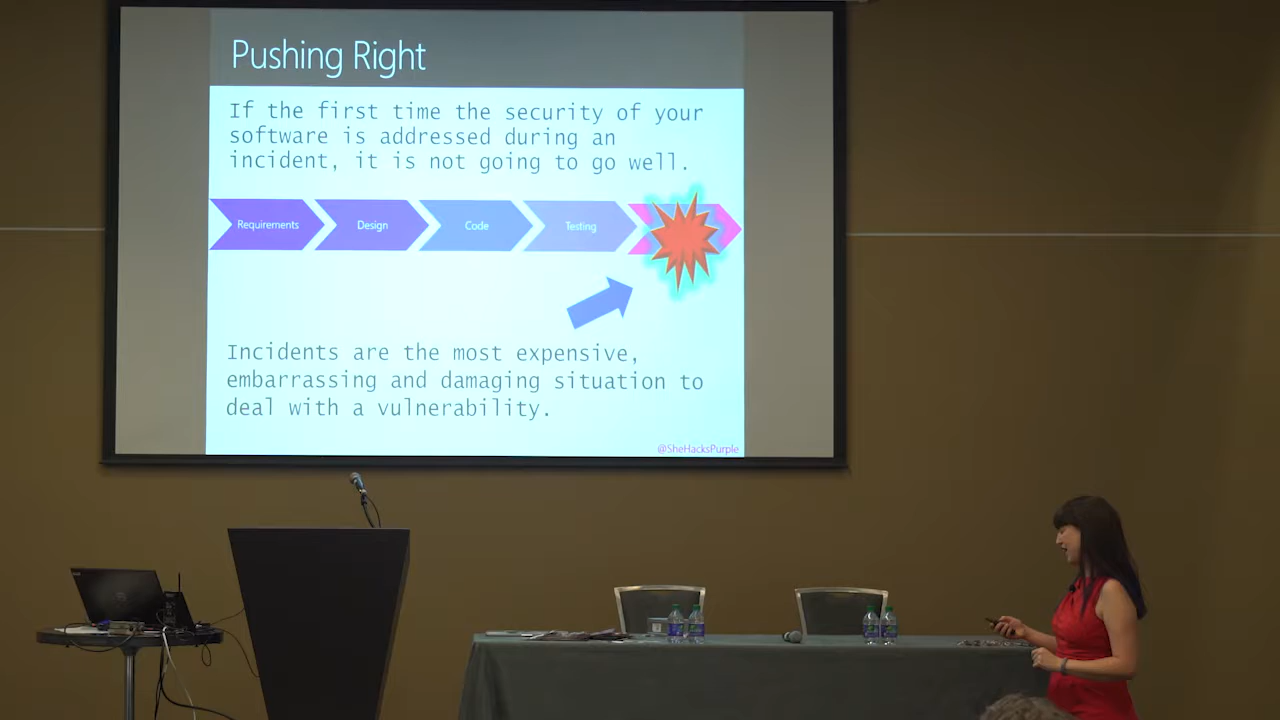 Pushing Right
If the first time the security of your
software is addressed during an
incident, it is not going to go well.
Requirements
Design
Code
Testing
Incidents are the most expensive,
embarrassing and damaging situation to
deal with a vulnerability.
@SheHacksPurple